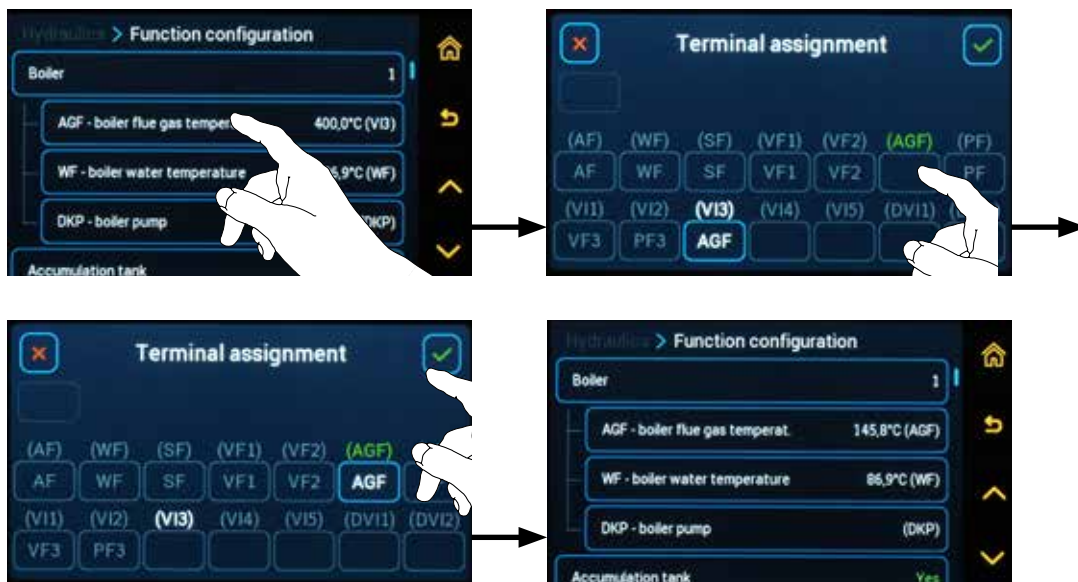 Hydraulics > Function configuration
Boiler 1
AGF - boiler flue gas temper 400,0°C (VI3)
WF - boiler water temperature 6,9°C (WF)
DKP - boiler pump DKP)
Accumulation tank
Terminal assignment
(AF) (WF) (SF) (VF1) (VF2) (AGF) (PF)
AF WF SF VF1 VF2 PF
(VI1) (VI2) (VI3) (VI4) (VI5) (DVI1)
VF3 PF3 AGF
Terminal assignment
(AF) (WF) (SF) (VF1) (VF2) (AGF)
AF WF SF VF1 VF2 AGF
(VI1) (VI2) (VI3) (VI4) (VI5) (DVI1) (DVI2)
VF3 PF3
Hydraulics > Function configuration
Boiler 1
AGF - boiler flue gas temperat. 145,8°C (AGF)
WF - boiler water temperature 86,9°C (WF)
DKP - boiler pump (DKP)
Accumulation tank Yes